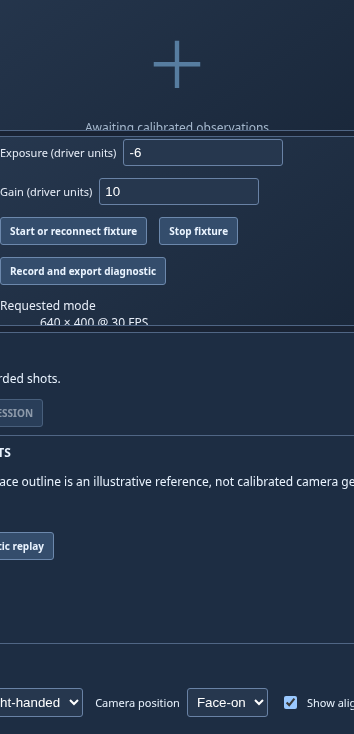 Awaiting calibrated observations
Exposure (driver units) -6
Gain (driver units) 10
Start or reconnect fixture Stop fixture
Record and export diagnostic
Requested mode
640 × 400 @ 30 FPS
rded shots.
ESSION
TS
ace outline is an illustrative reference, not calibrated camera ge
tic replay
ht-handed Camera position Face-on Show alig